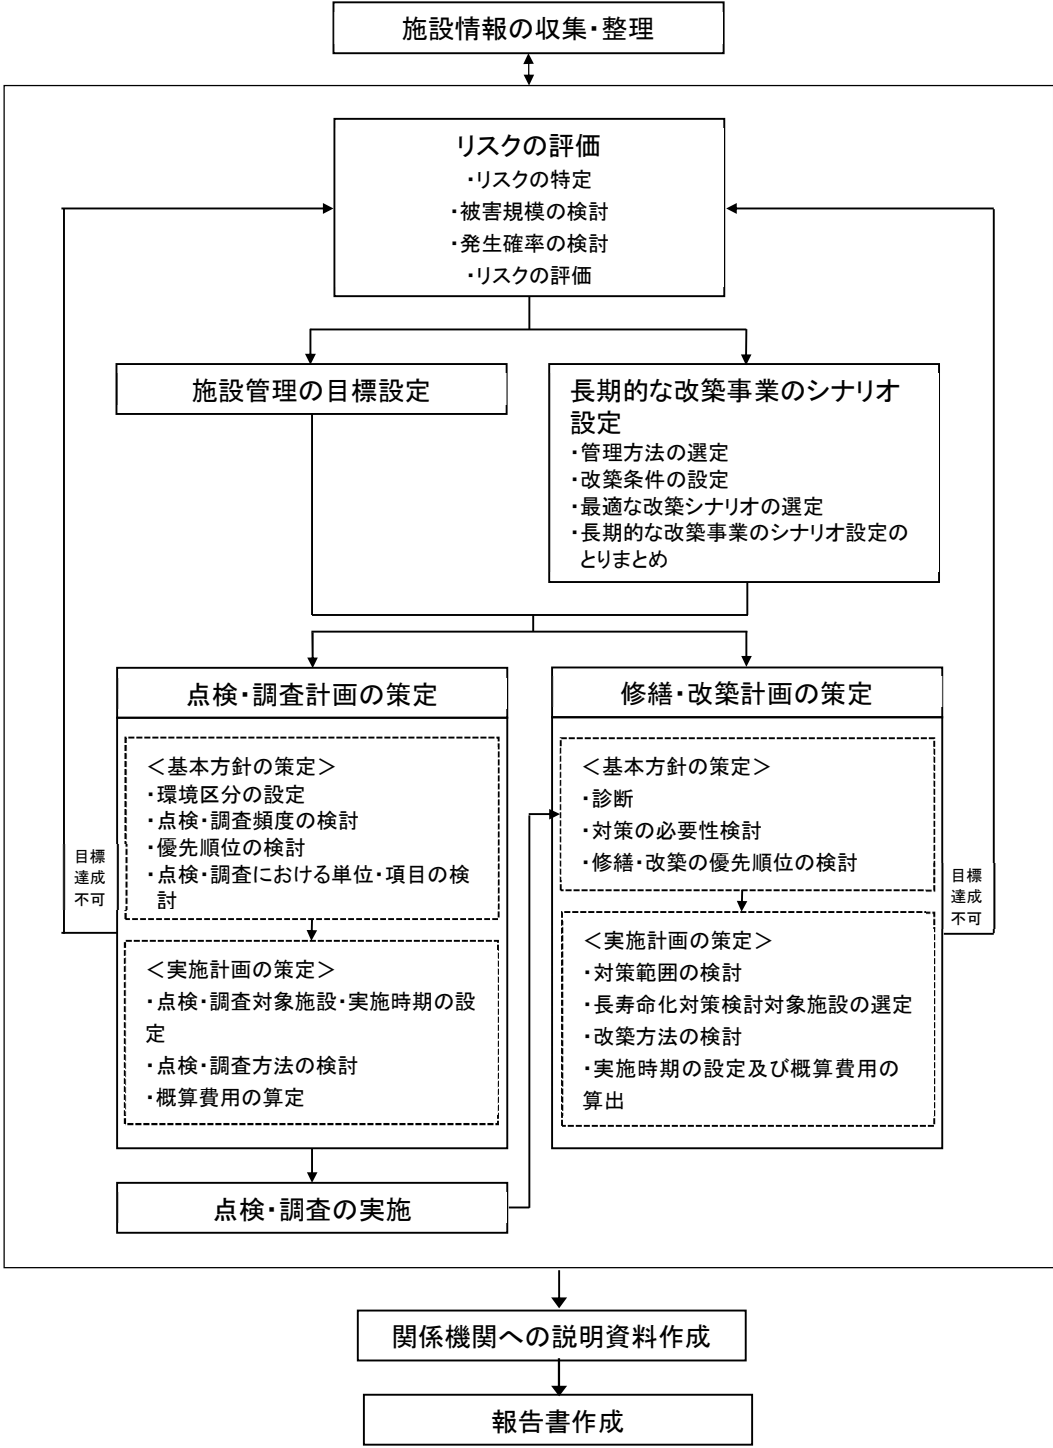 施設情報の収集・整理
リスクの評価
・リスクの特定
・被害規模の検討
・発生確率の検討
・リスクの評価
施設管理の目標設定
長期的な改築事業のシナリオ
設定
・管理方法の選定
・改築条件の設定
・最適な改築シナリオの選定
・長期的な改築事業のシナリオ設定の
とりまとめ
点検・調査計画の策定
＜基本方針の策定＞
・環境区分の設定
・点検・調査頻度の検討
・優先順位の検討
・点検・調査における単位・項目の検
討
＜実施計画の策定＞
・点検・調査対象施設・実施時期の設
定
・点検・調査方法の検討
・概算費用の算定
目標
達成
不可
修繕・改築計画の策定
＜基本方針の策定＞
・診断
・対策の必要性検討
・修繕・改築の優先順位の検討
＜実施計画の策定＞
・対策範囲の検討
・長寿命化対策検討対象施設の選定
・改築方法の検討
・実施時期の設定及び概算費用の
算出
目標
達成
不可
点検・調査の実施
関係機関への説明資料作成
報告書作成